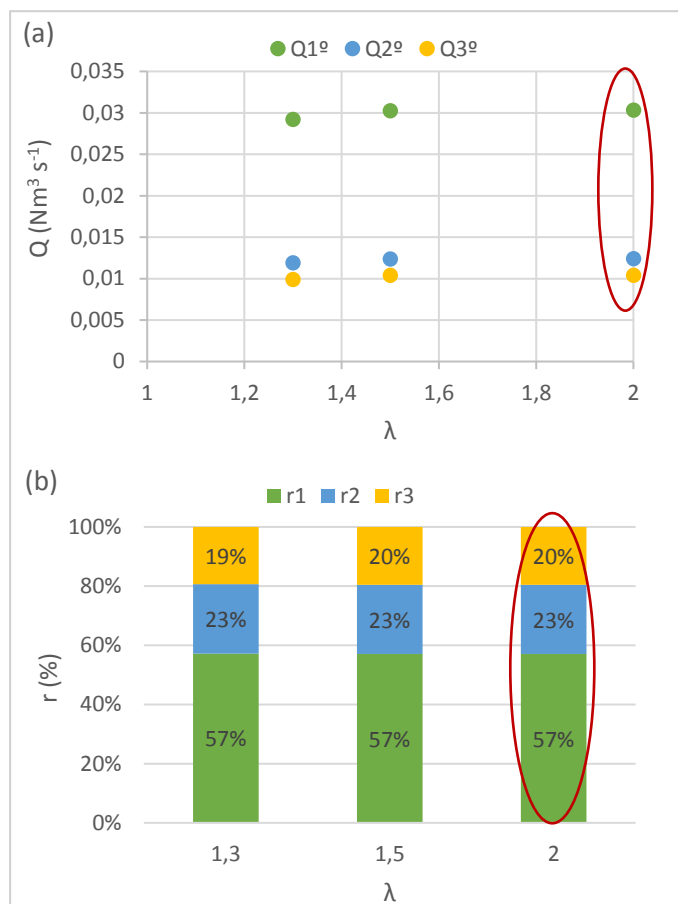 (a)
Q1º Q2º Q3º
0,035
0,03
0,025
0,02
0,015
0,01
0,005
0
Q (Nm³ s⁻¹)
1 1,2 1,4 1,6 1,8 2
λ
(b)
r1 r2 r3
100%
80%
60%
40%
20%
0%
r (%)
19% 20% 20%
23% 23% 23%
57% 57% 57%
1,3 1,5 2
λ